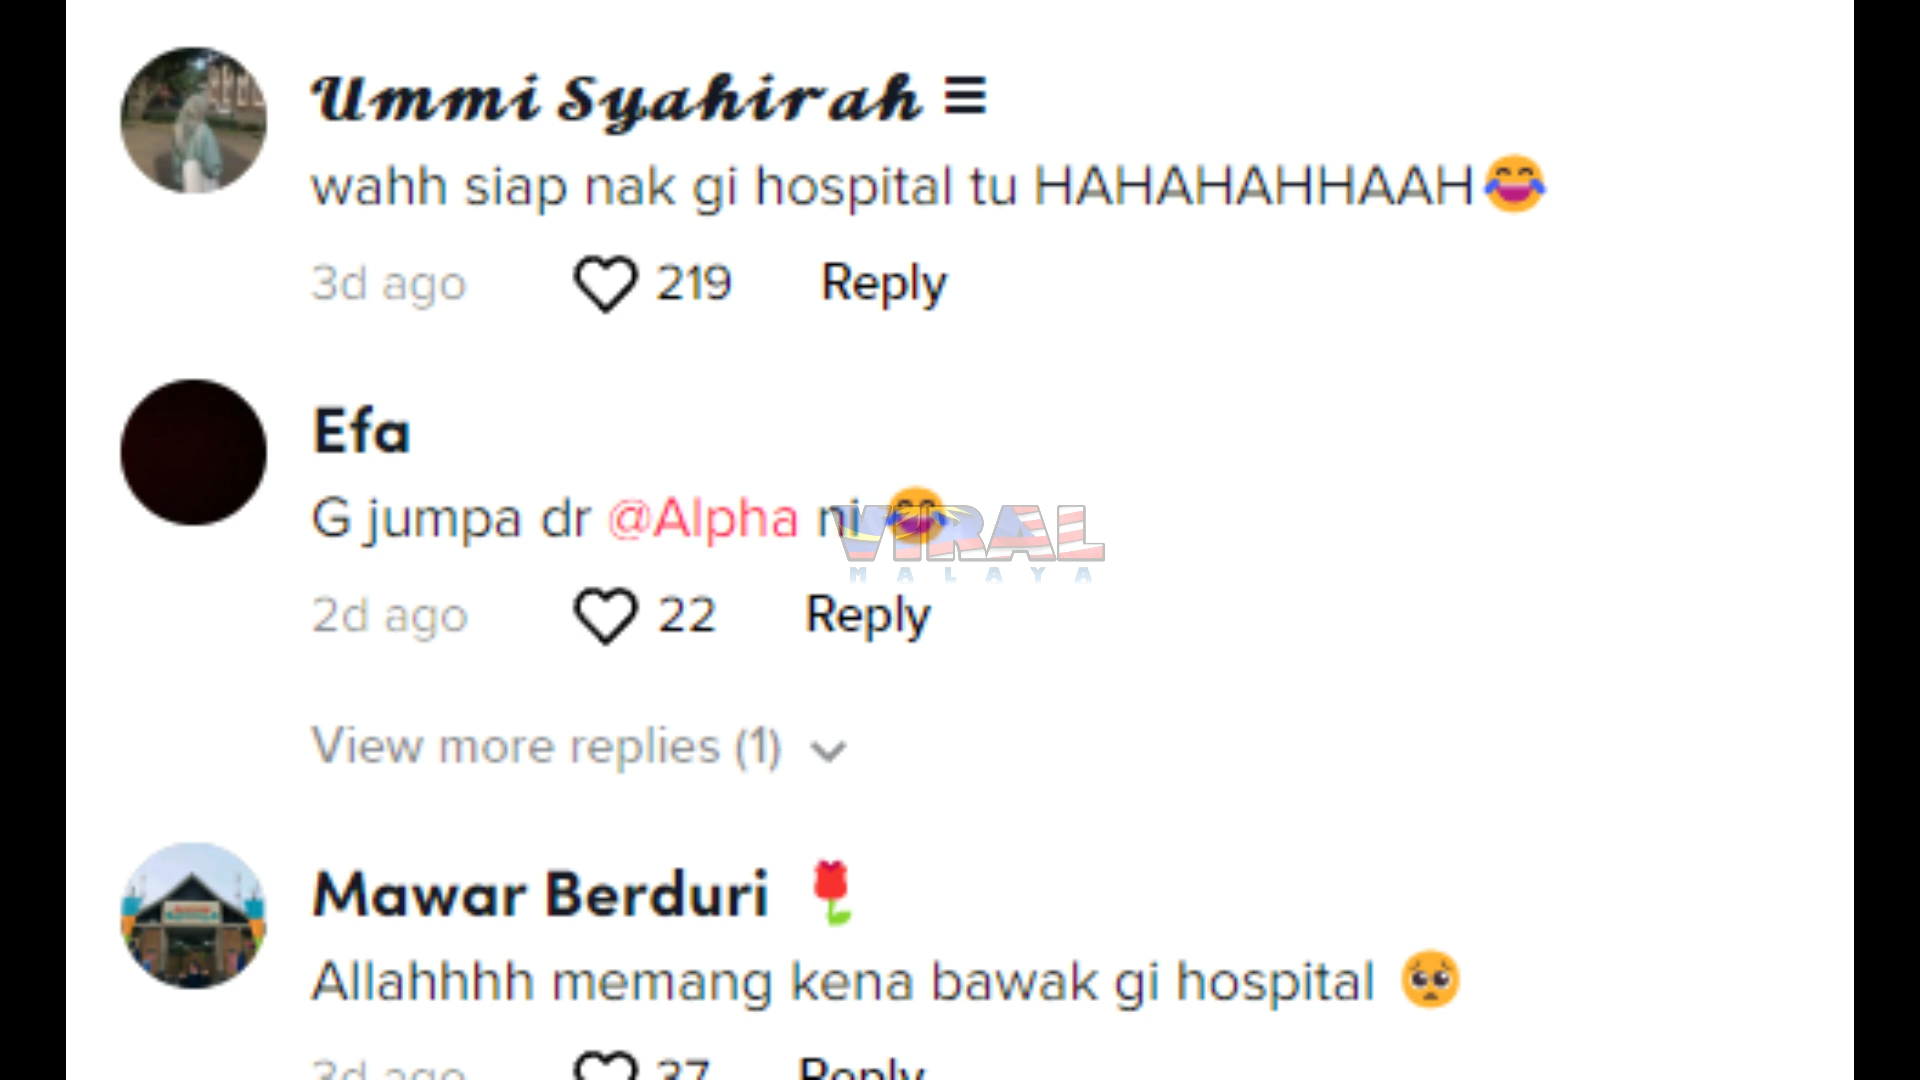 Ummi Syahirah ☰
wahh siap nak gi hospital tu HAHAHAHHAAH😂
3d ago 219 Reply
Efa
G jumpa dr @Alpha ni 😂
VIRAL
MALAYA
2d ago 22 Reply
View more replies (1)
Mawar Berduri 🌷
Allahhhh memang kena bawak gi hospital 🥺
3d ago 37 Reply